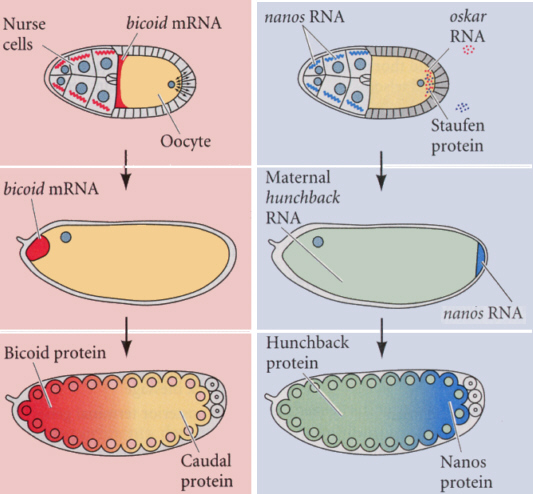 Nurse
cells
bicoid mRNA
Oocyte
nanos RNA
oskar
RNA
Staufen
protein
bicoid mRNA
Maternal
hunchback
RNA
nanos RNA
Bicoid protein
Caudal
protein
Hunchback
protein
Nanos
protein